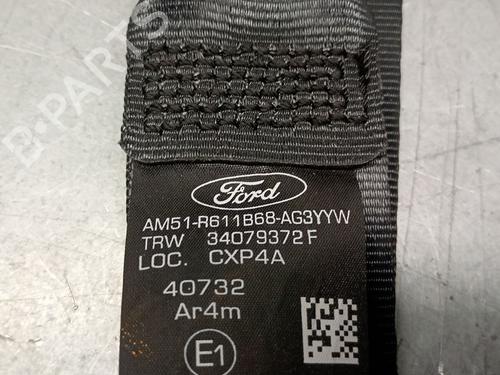 B-PARTS
Ford
AM51-R611B68-AG3YYW
TRW 34079372F
LOC. CXP4A
40732
Ar4m
E1